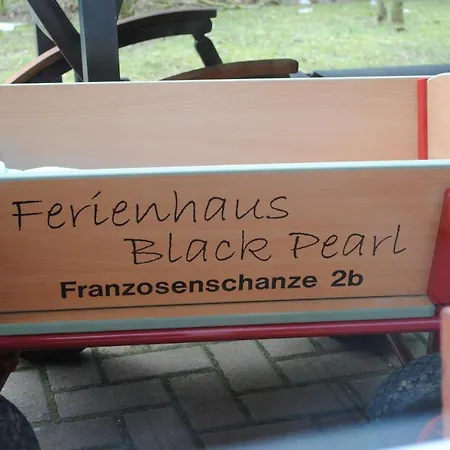 Ferienhaus
Black Pearl
Franzosenschanze 2b